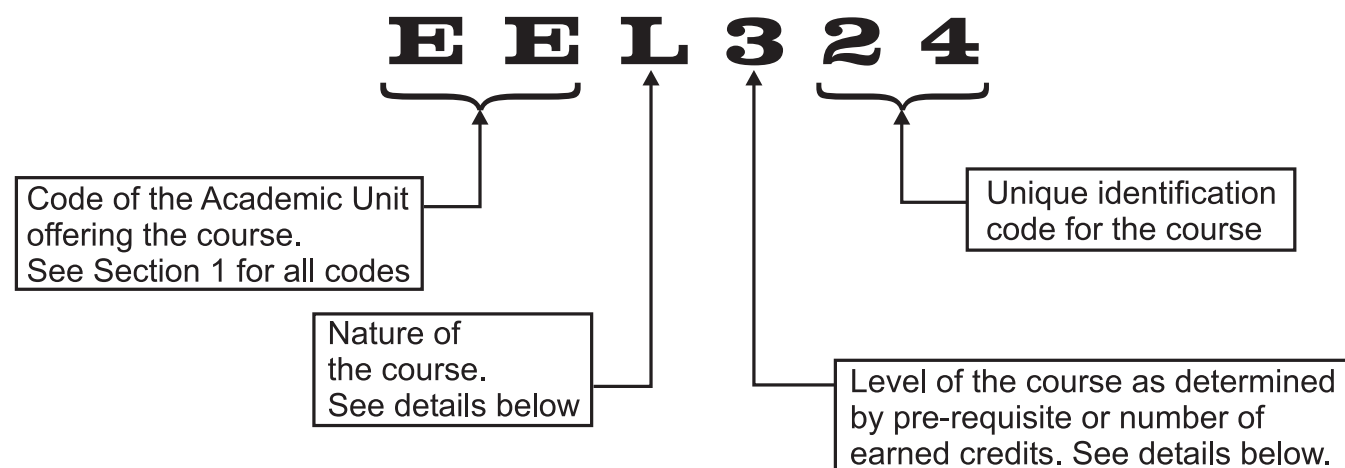 E E L 3 2 4
Code of the Academic Unit
offering the course.
See Section 1 for all codes
Unique identification
code for the course
Nature of
the course.
See details below
Level of the course as determined
by pre-requisite or number of
earned credits. See details below.